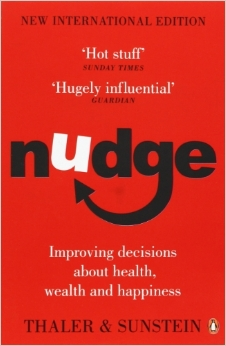 NEW INTERNATIONAL EDITION
‘Hot stuff’
SUNDAY TIMES
‘Hugely influential’
GUARDIAN
nudge
Improving decisions
about health,
wealth and happiness
THALER & SUNSTEIN